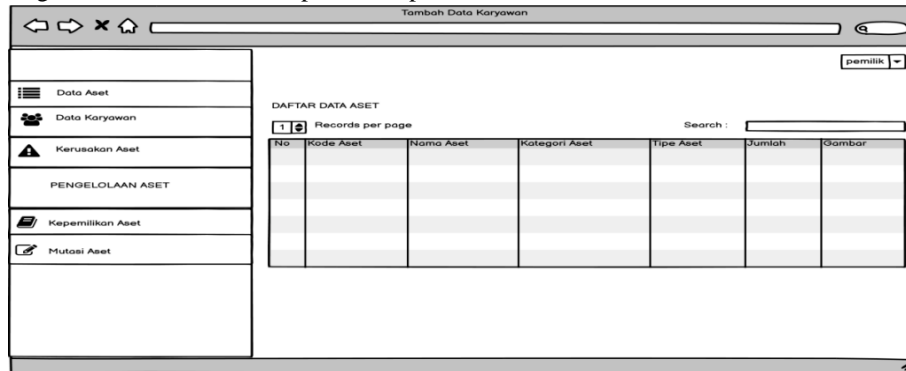 Tambah Data Karyawan
pemilik
Data Aset
Data Karyawan
Kerusakan Aset
PENGELOLAAN ASET
Kepemilikan Aset
Mutasi Aset
DAFTAR DATA ASET
1 Records per page
Search :
No Kode Aset Nama Aset Kategori Aset Tipe Aset Jumlah Gambar